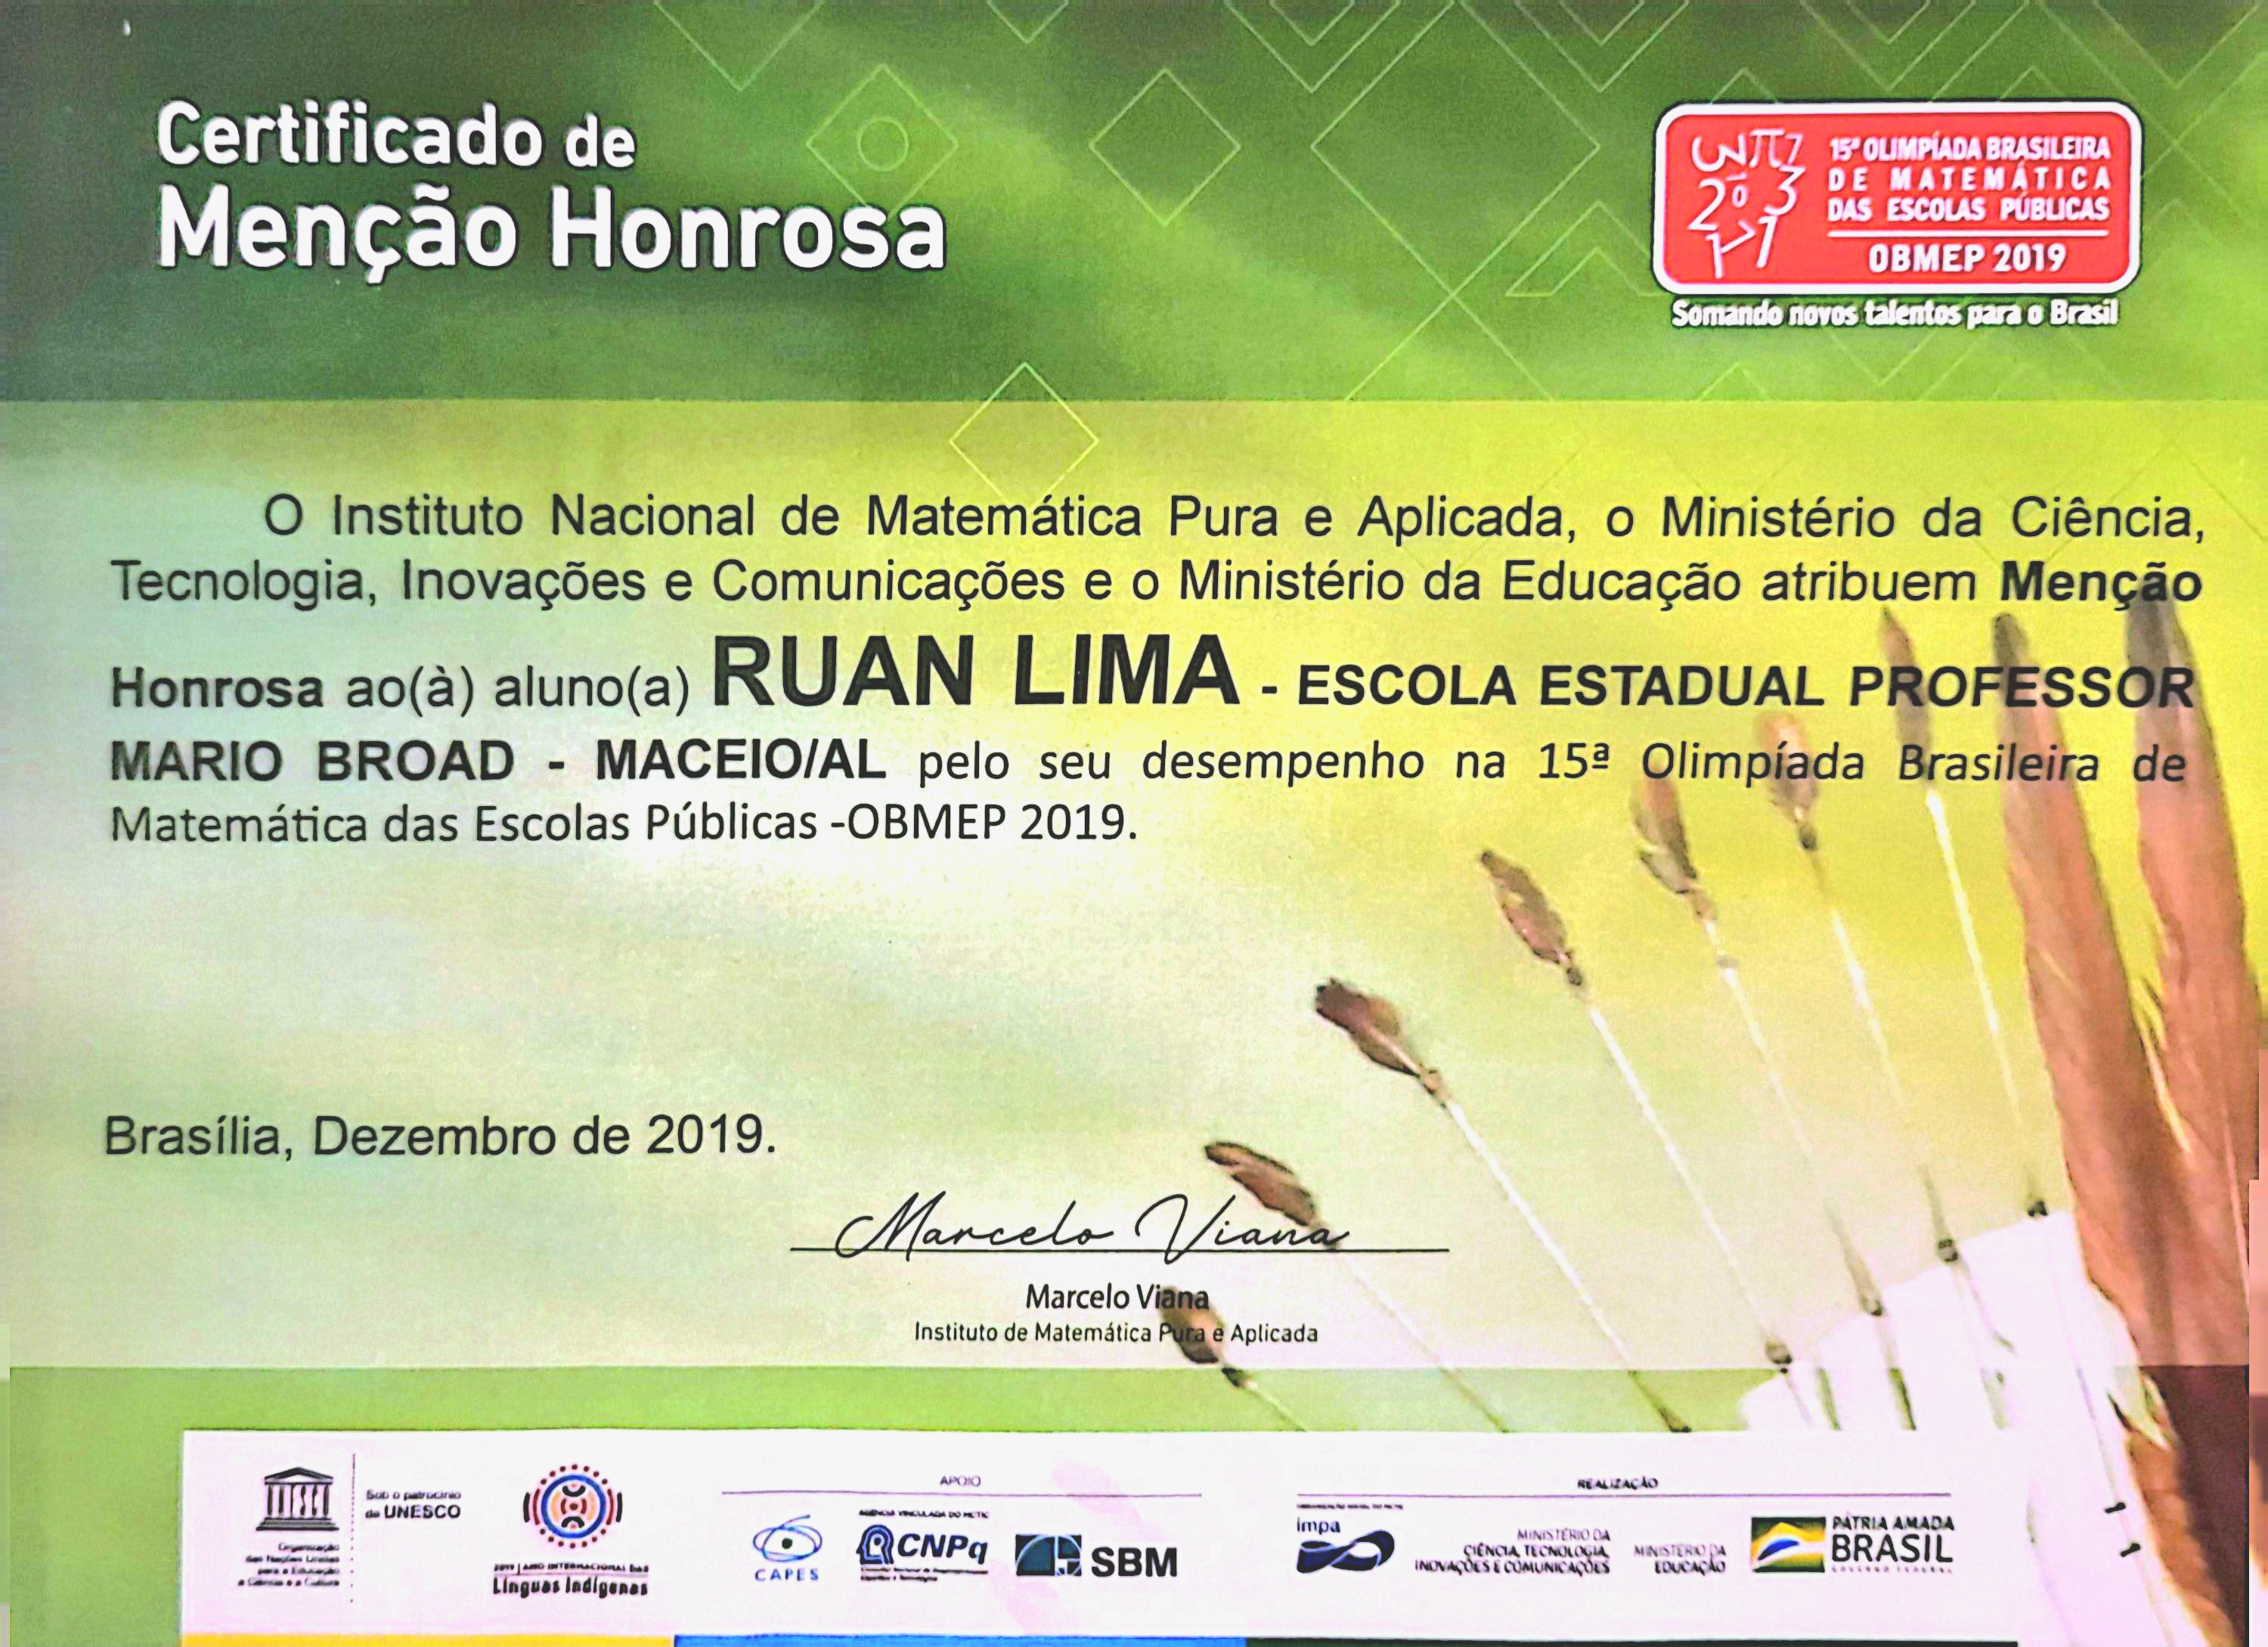 Certificado de
Menção Honrosa
15ª OLIMPÍADA BRASILEIRA
DE MATEMÁTICA
DAS ESCOLAS PÚBLICAS
OBMEP 2019
Somando novos talentos para o Brasil
O Instituto Nacional de Matemática Pura e Aplicada, o Ministério da Ciência,
Tecnologia, Inovações e Comunicações e o Ministério da Educação atribuem Menção
Honrosa ao(à) aluno(a) RUAN LIMA - ESCOLA ESTADUAL PROFESSOR
MARIO BROAD - MACEIO/AL pelo seu desempenho na 15ª Olimpíada Brasileira de
Matemática das Escolas Públicas -OBMEP 2019.
Brasília, Dezembro de 2019.
Marcelo Viana
Marcelo Viana
Instituto de Matemática Pura e Aplicada
Sob o patrocínio
da UNESCO
Organização
das Nações Unidas
para a Educação,
a Ciência e a Cultura
2019 | ANO INTERNACIONAL DAS
Línguas Indígenas
APOIO
CAPES
AGÊNCIA VINCULADA DO MCTIC
CNPq
SBM
REALIZAÇÃO
impa
MINISTÉRIO DA
CIÊNCIA, TECNOLOGIA,
INOVAÇÕES E COMUNICAÇÕES
MINISTÉRIO DA
EDUCAÇÃO
PÁTRIA AMADA
BRASIL
GOVERNO FEDERAL